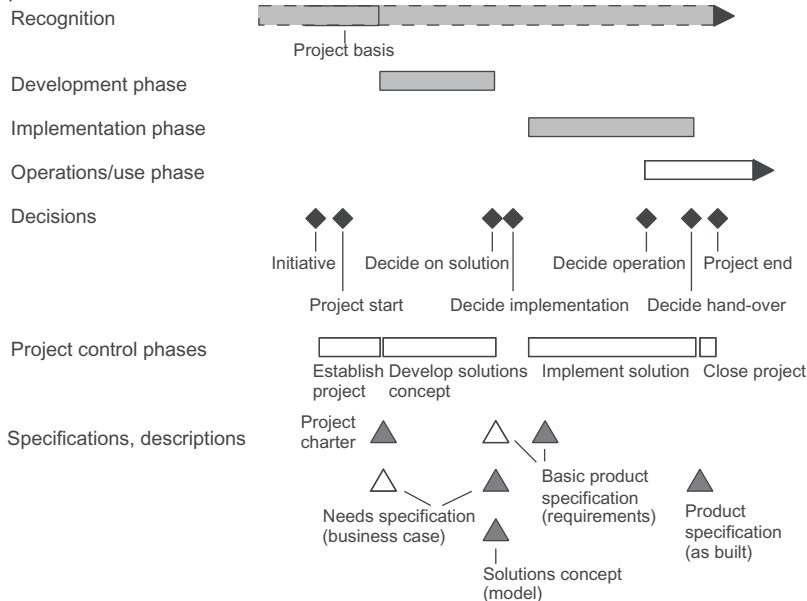 Recognition
Project basis
Development phase
Implementation phase
Operations/use phase
Decisions
Initiative
Decide on solution
Decide operation
Project end
Project start
Decide implementation
Decide hand-over
Project control phases
Establish
project
Develop solutions
concept
Implement solution
Close project
Specifications, descriptions
Project
charter
Needs specification
(business case)
Basic product
specification
(requirements)
Product
specification
(as built)
Solutions concept
(model)